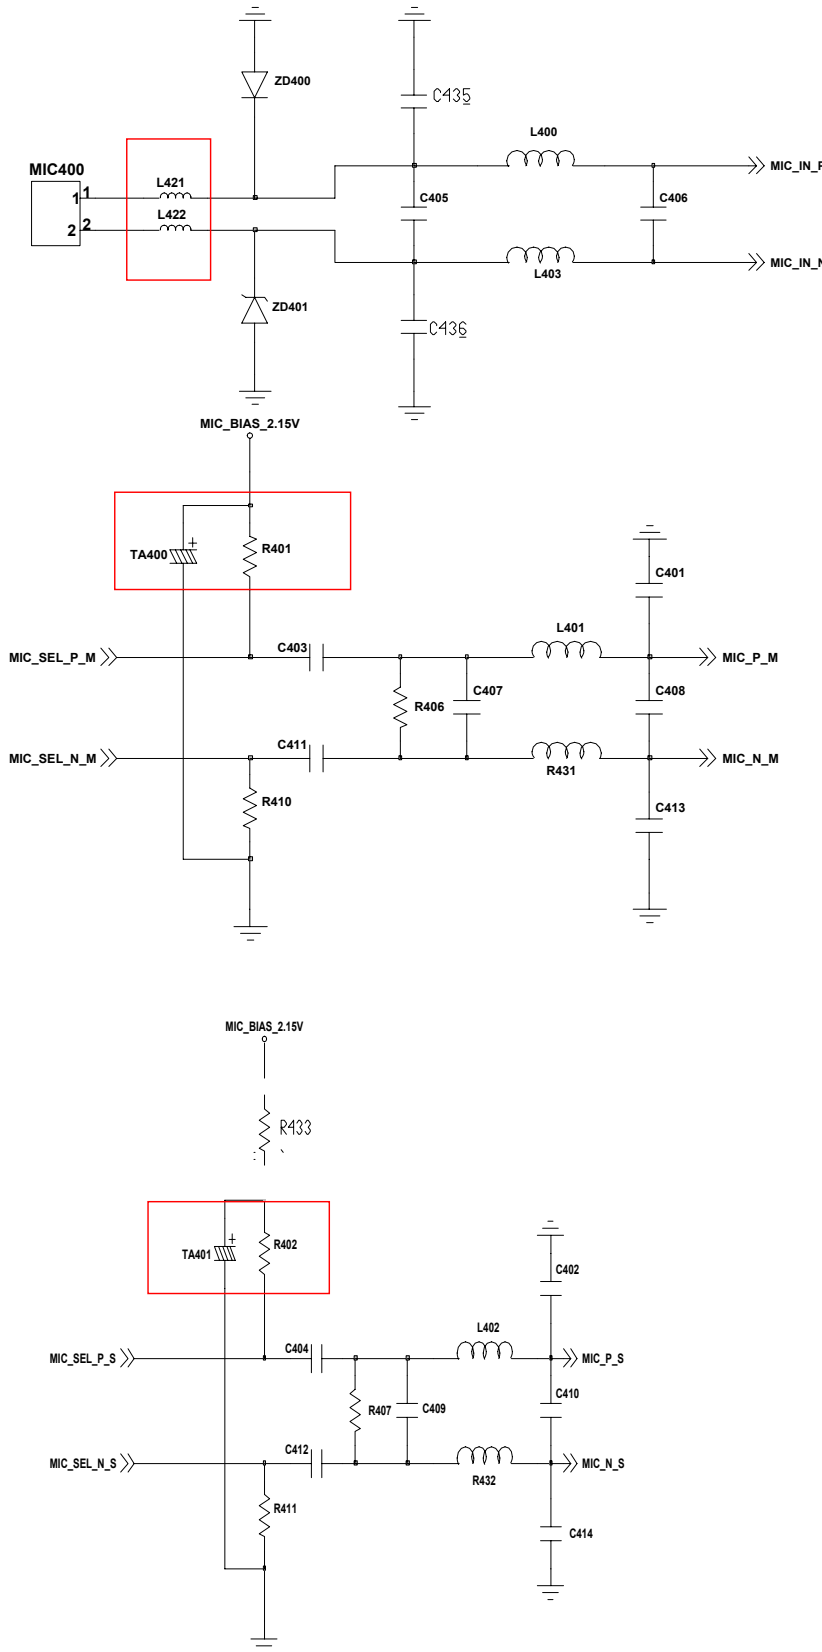 ZD400
C435
L400
MIC400
MIC_IN_P
L421
1 1
C405
C406
L422
2 2
MIC_IN_N
L403
ZD401
C436
MIC_BIAS_2.15V
+
TA400
R401
C401
L401
C403
MIC_SEL_P_M
MIC_P_M
R406
C407
C408
C411
MIC_SEL_N_M
MIC_N_M
R431
R410
C413
MIC_BIAS_2.15V
R433
+
TA401
R402
C402
L402
C404
MIC_SEL_P_S
MIC_P_S
R407
C409
C410
C412
MIC_SEL_N_S
MIC_N_S
R432
R411
C414